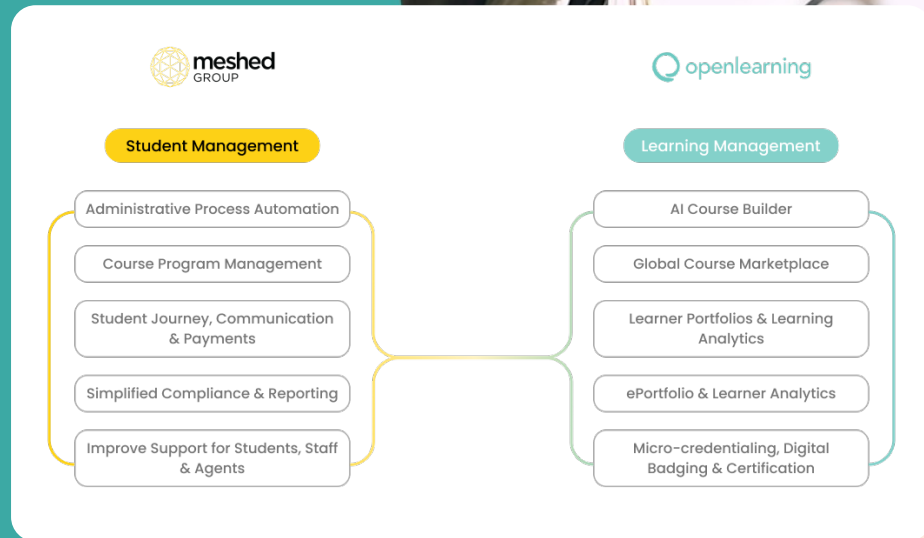 meshed
GROUP
openlearning
Student Management
Learning Management
Administrative Process Automation
Course Program Management
Student Journey, Communication
& Payments
Simplified Compliance & Reporting
Improve Support for Students, Staff
& Agents
AI Course Builder
Global Course Marketplace
Learner Portfolios & Learning
Analytics
ePortfolio & Learner Analytics
Micro-credentialing, Digital
Badging & Certification